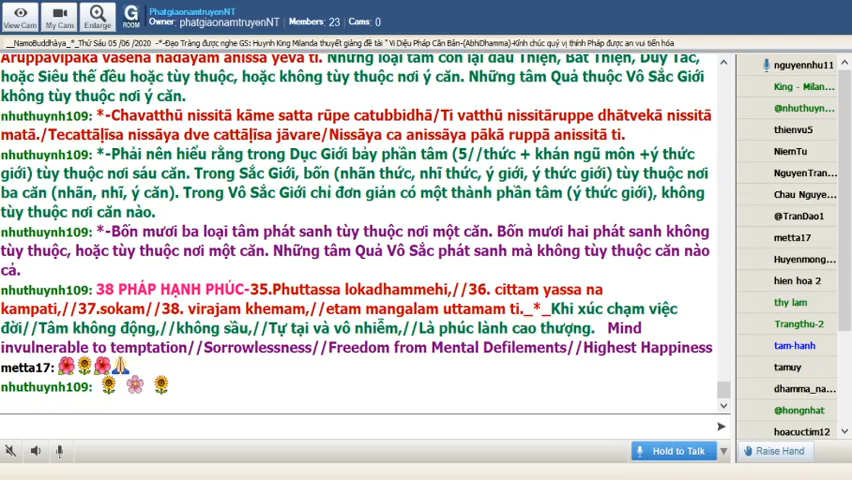 View Cam
My Cam
Enlarge
G
ROOM
PhatgiaonamtruyenNT
Owner: phatgiaonamtruyenNT | Members: 23 | Cams: 0
__NamoBuddhàya_*_Thứ Sáu 05 /06 /2020 -*-Đạo Tràng được nghe GS: Huynh King Milanda thuyết giảng đề tài " Vi Diệu Pháp Căn Bản-(AbhiDhamma)-Kính chúc quý vị thính Pháp được an vui tiến hóa
Aruppavipāka vasena hadayam anissā yeva ti. Những loại tâm còn lại dầu Thiện, Bất Thiện, Duy Tác,
hoặc Siêu thế đều hoặc tùy thuộc, hoặc không tùy thuộc nơi ý căn. Những tâm Quả thuộc Vô Sắc Giới
không tùy thuộc nơi ý căn.
nhuthuynh109: *-Chavatthū nissitā kāme satta rūpe catubbidhā/Ti vatthū nissitāruppe dhātvekā nissitā
matā./Tecattāḷīsa nissāya dve cattāḷīsa jāvare/Nissāya ca anissāya pākā ruppā anissitā ti.
nhuthuynh109: *-Phải nên hiểu rằng trong Dục Giới bảy phần tâm (5//thức + khán ngũ môn +ý thức
giới) tùy thuộc nơi sáu căn. Trong Sắc Giới, bốn (nhãn thức, nhĩ thức, ý giới, ý thức giới) tùy thuộc nơi
ba căn (nhãn, nhĩ, ý căn). Trong Vô Sắc Giới chỉ đơn giản có một thành phần tâm (ý thức giới), không
tùy thuộc nơi căn nào.
nhuthuynh109: *-Bốn mươi ba loại tâm phát sanh tùy thuộc nơi một căn. Bốn mươi hai phát sanh không
tùy thuộc, hoặc tùy thuộc nơi một căn. Những tâm Quả Vô Sắc phát sanh mà không tùy thuộc căn nào
cả.
nhuthuynh109: 38 PHÁP HẠNH PHÚC-35.Phuttassa lokadhammehi,//36. cittam yassa na
kampati,//37.sokam//38. virajam khemam,//etam mangalam uttamam ti._*_Khi xúc chạm việc
đời//Tâm không động,//không sầu,//Tự tại và vô nhiễm,//Là phúc lành cao thượng. Mind
invulnerable to temptation//Sorrowlessness//Freedom from Mental Defilements//Highest Happiness
metta17:
nhuthuynh109:
nguyennhu11
King - Milan...
@nhuthuynh...
thienvu5
NiemTu
NguyenTran...
Chau Nguye...
@TranDao1
metta17
Huyenmong...
hien hoa 2
thy lam
Trangthu-2
tam-hanh
tamuy
dhamma_na...
@hongnhat
hoacuctim12
Hold to Talk
Raise Hand